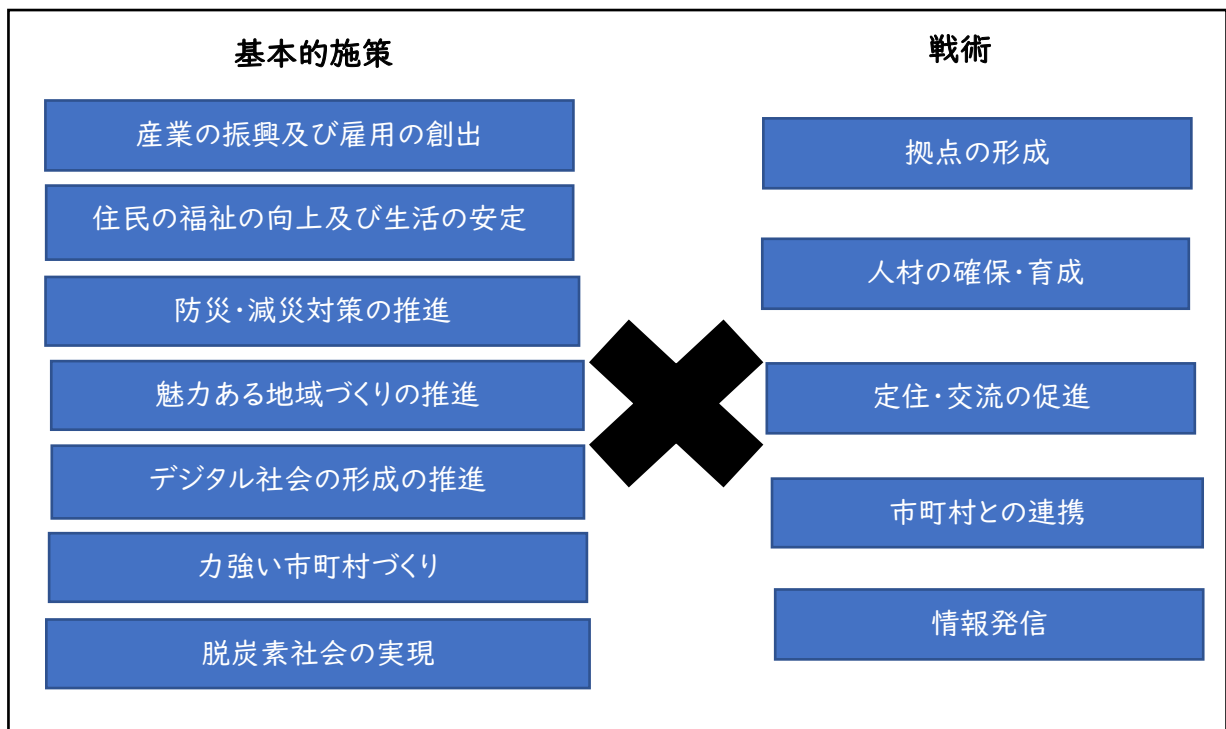 基本的施策
産業の振興及び雇用の創出
住民の福祉の向上及び生活の安定
防災・減災対策の推進
魅力ある地域づくりの推進
デジタル社会の形成の推進
力強い市町村づくり
脱炭素社会の実現
戦術
拠点の形成
人材の確保・育成
定住・交流の促進
市町村との連携
情報発信